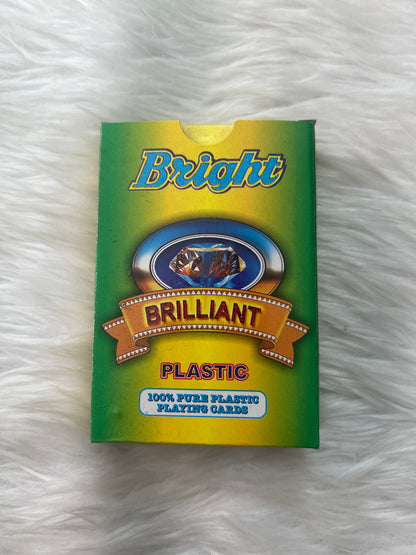 Bright
BRILLIANT
PLASTIC
100% PURE PLASTIC
PLAYING CARDS